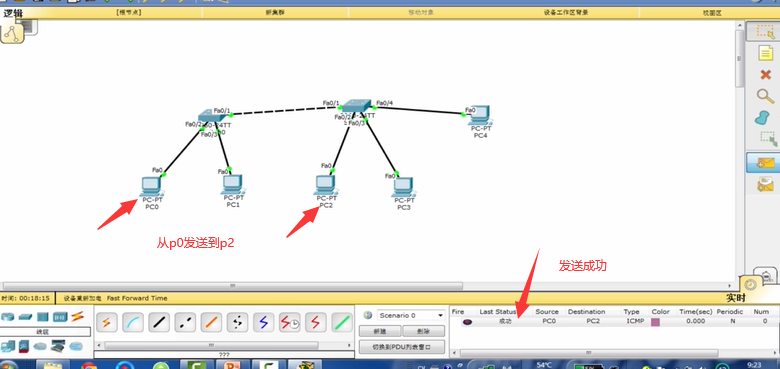 逻辑 [根节点] 新集群 移动对象 设备工作区背景 视图区
Fa0/1 Fa0/1 Fa0/4
Fa0/2 Fa0/2 Fa0
24TT
Fa0/3 Fa0/3
PC-PT
PC4
Fa0 Fa0 Fa0 Fa0
PC-PT PC-PT PC-PT PC-PT
PC0 PC1 PC2 PC3
从p0发送到p2
发送成功
时间: 00:18:15 设备重新加电 Fast Forward Time 实时
Scenario 0
新建 删除
切换到PDU列表窗口
线缆
???
Fire Last Status Source Destination Type Color Time(sec) Periodic Num
成功 PC0 PC2 ICMP 0.000 N 0
54℃
9:23